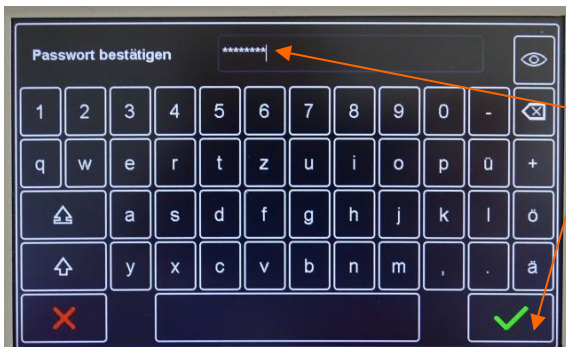 Passwort bestätigen ********
1 2 3 4 5 6 7 8 9 0 -
q w e r t z u i o p ü +
a s d f g h j k l ö
y x c v b n m , . ä